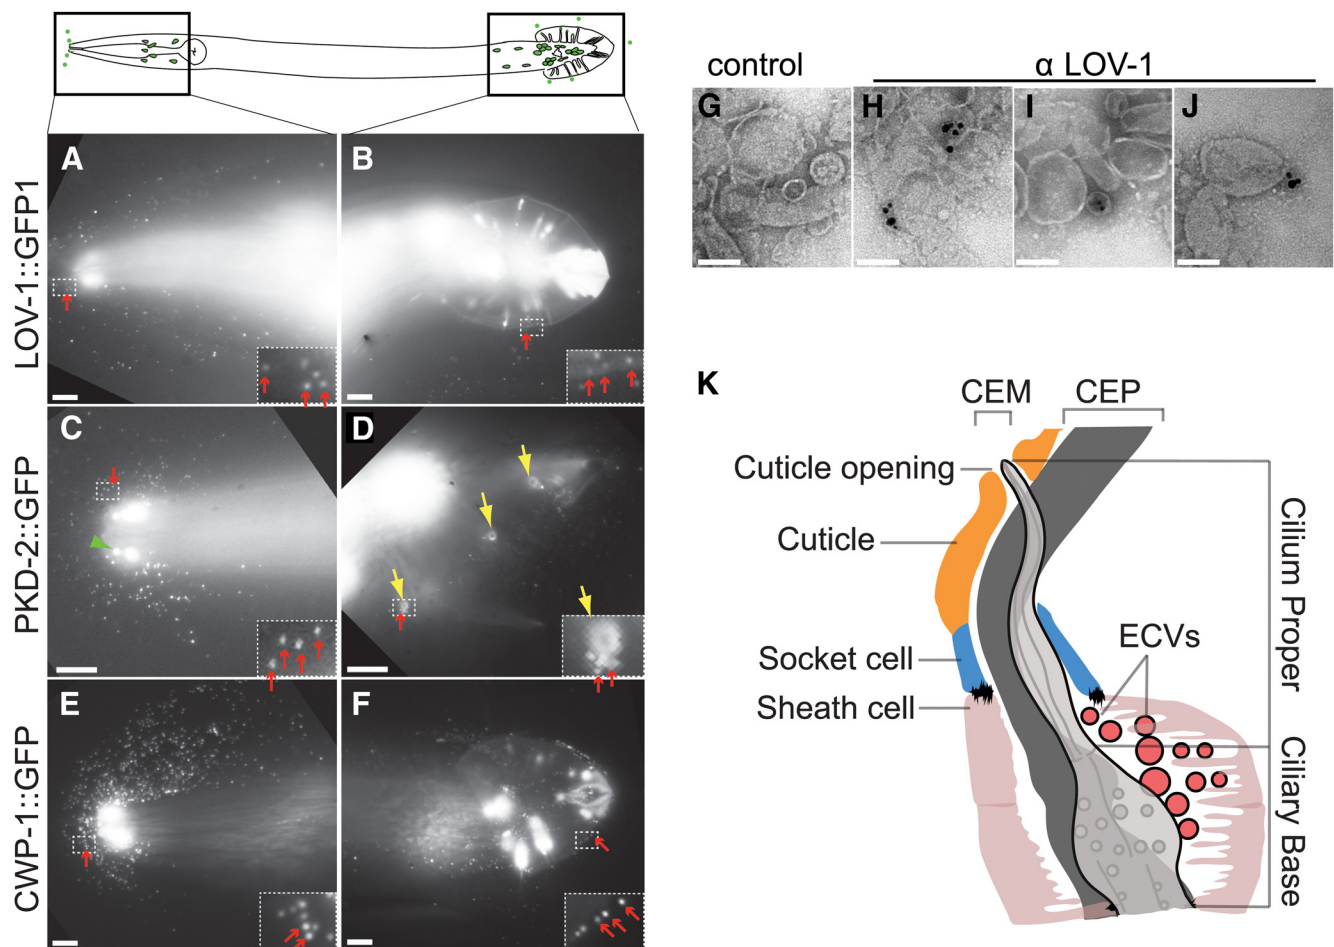 control
α LOV-1
G
H
I
J
A
B
LOV-1::GFP1
C
D
PKD-2::GFP
E
F
CWP-1::GFP
K
CEM
CEP
Cuticle opening
Cuticle
Socket cell
Sheath cell
ECVs
Cilium Proper
Ciliary Base